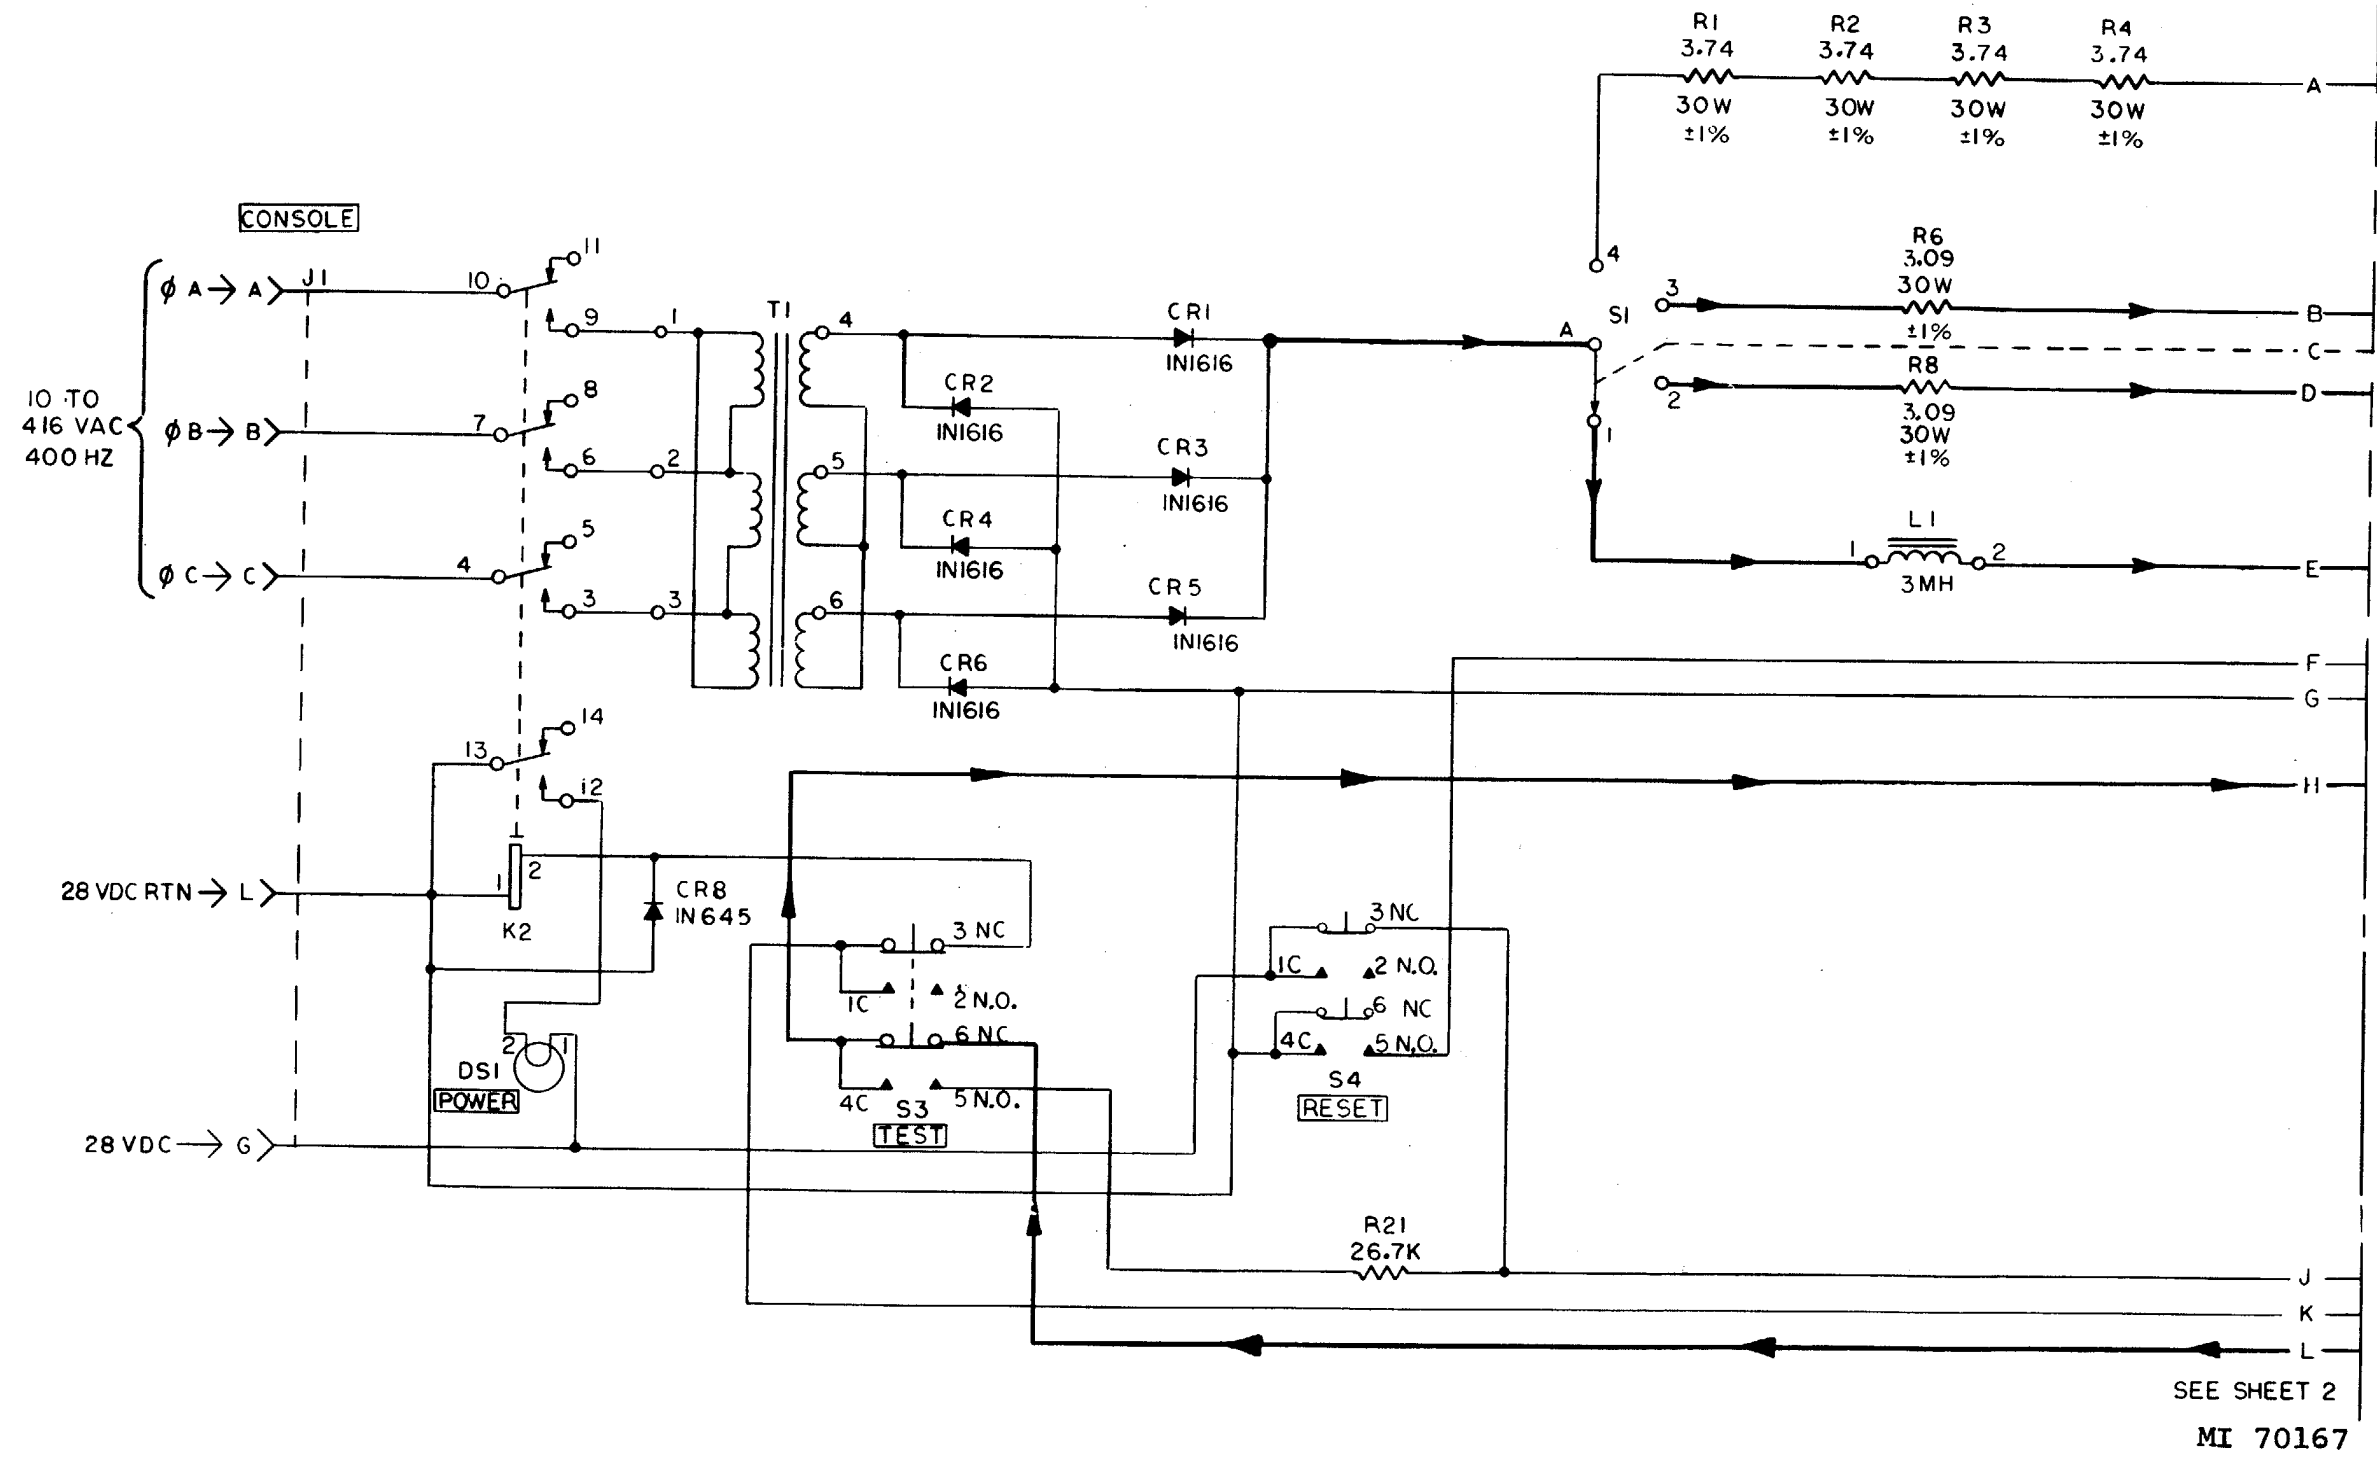 R1
3.74
30W
±1%
R2
3.74
30W
±1%
R3
3.74
30W
±1%
R4
3.74
30W
±1%
A
CONSOLE
J1
10 TO
416 VAC
400 HZ
ϕ A
A
ϕ B
B
ϕ C
C
10
11
9
7
8
6
4
5
3
1
2
3
T1
4
5
6
CR1
IN1616
CR2
IN1616
CR3
IN1616
CR4
IN1616
CR5
IN1616
CR6
IN1616
A
S1
4
3
2
1
R6
3.09
30W
±1%
B
C
R8
3.09
30W
±1%
D
L1
1
2
3MH
E
F
G
H
13
14
12
28 VDC RTN
L
1
2
K2
CR8
IN645
3 NC
1C
2 N.O.
6 NC
4C
5 N.O.
S3
TEST
3 NC
1C
2 N.O.
6 NC
4C
5 N.O.
S4
RESET
2
1
DS1
POWER
28 VDC
G
R21
26.7K
J
K
L
SEE SHEET 2
MI 70167